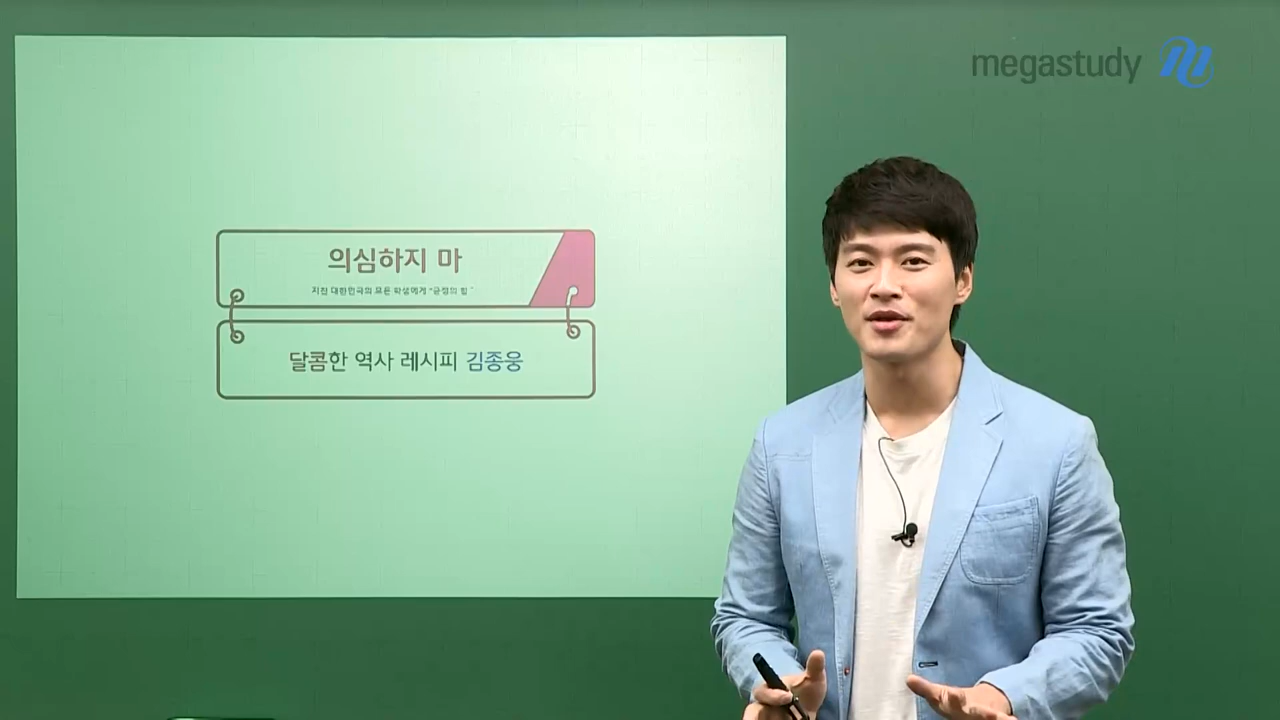 megastudy
의심하지 마
지친 대한민국의 모든 학생에게 "긍정의 힘"
달콤한 역사 레시피 김종웅